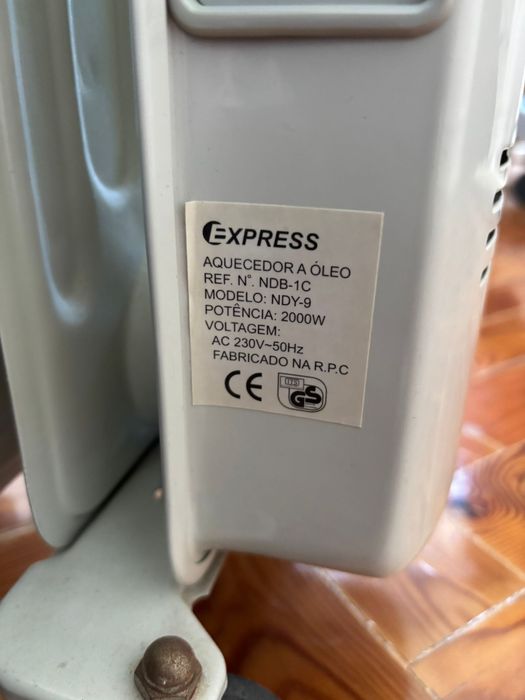 EXPRESS
AQUECEDOR A ÓLEO
REF. N°. NDB-1C
MODELO: NDY-9
POTÊNCIA: 2000W
VOLTAGEM:
AC 230V~50Hz
FABRICADO NA R.P.C
CE GS